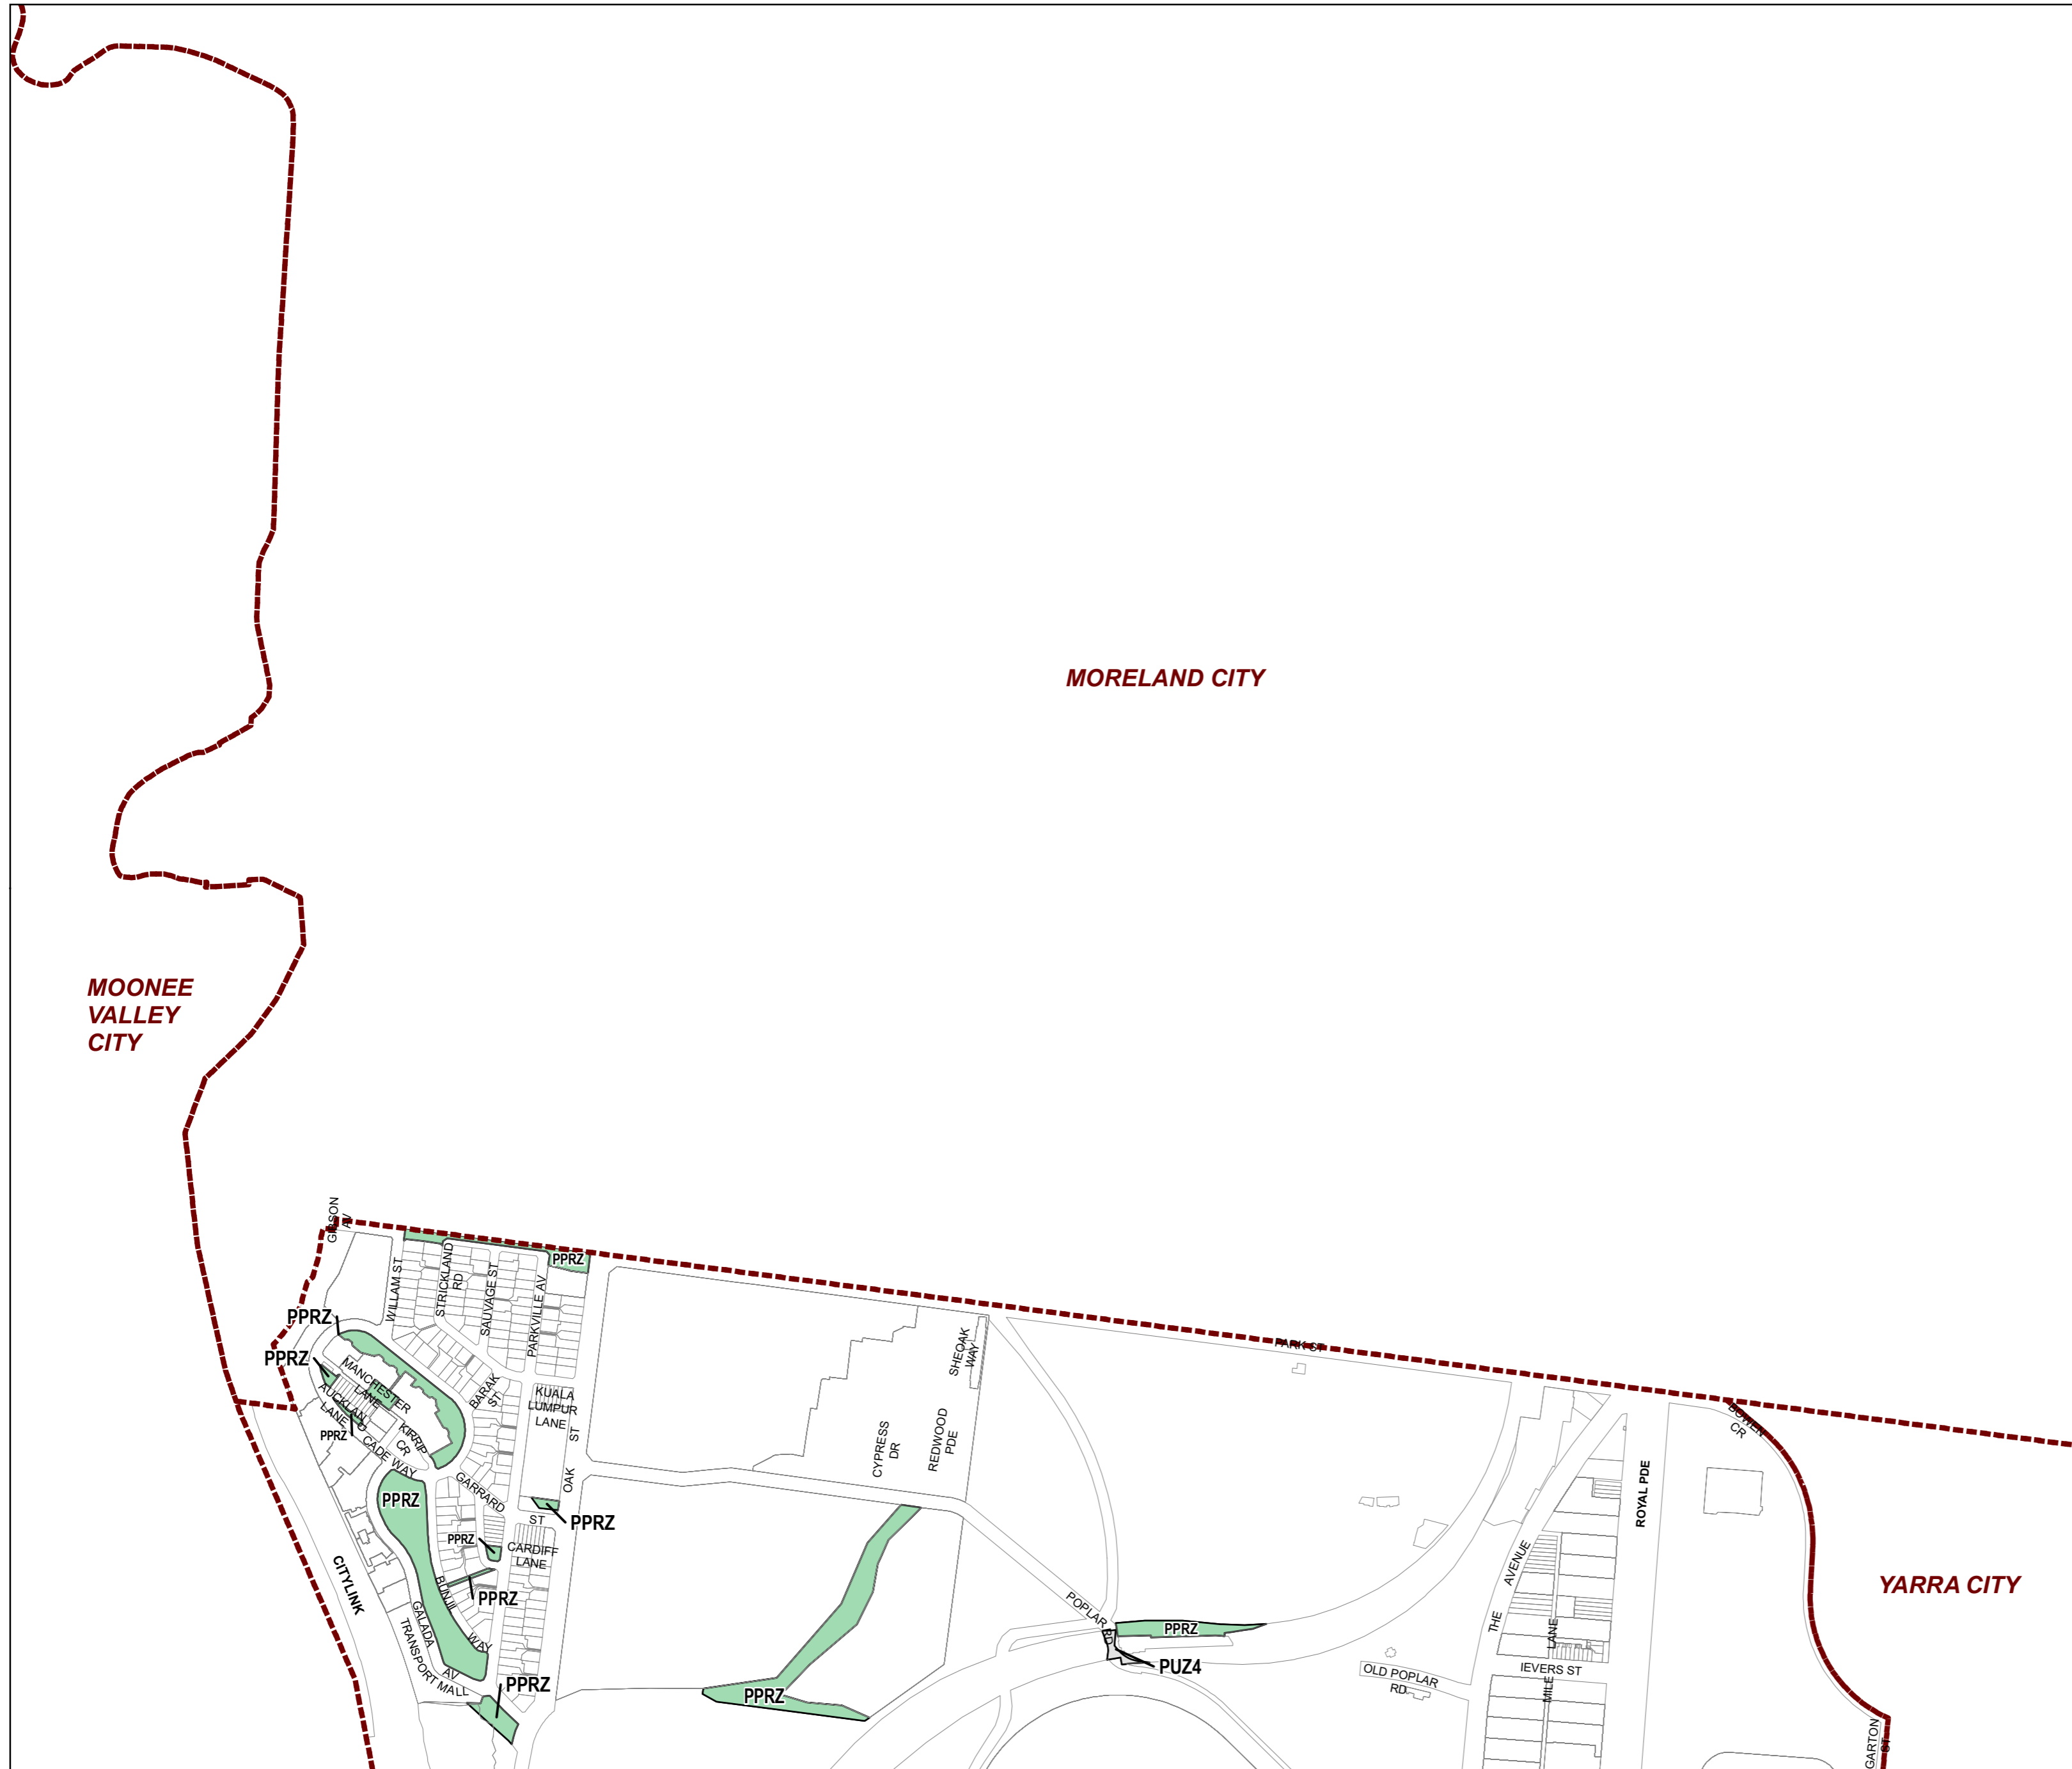 MORELAND CITY
MOONEE
VALLEY
CITY
GIBSON
AV
PPRZ
WILLAM ST
STRICKLAND
RD
SAUVAGE ST
PARKVILLE AV
PPRZ
PPRZ
MANCHESTER
LANE
AUCKLAND
LANE
PPRZ
KIRRIP
CR
CADE WAY
BARAK
ST
KUALA
LUMPUR
LANE
OAK ST
SHEOAK
WAY
CYPRESS
DR
REDWOOD
PDE
PARK ST
BOWEN
CR
ROYAL PDE
PPRZ
GARRARD
ST
PPRZ
PPRZ
CARDIFF
LANE
PPRZ
CITYLINK
BUNJIL WAY
GALADA AV
TRANSPORT MALL
PPRZ
PPRZ
POPLAR RD
PPRZ
PUZ4
OLD POPLAR
RD
THE AVENUE
MILE LANE
IEVERS ST
YARRA CITY
GARTON
ST